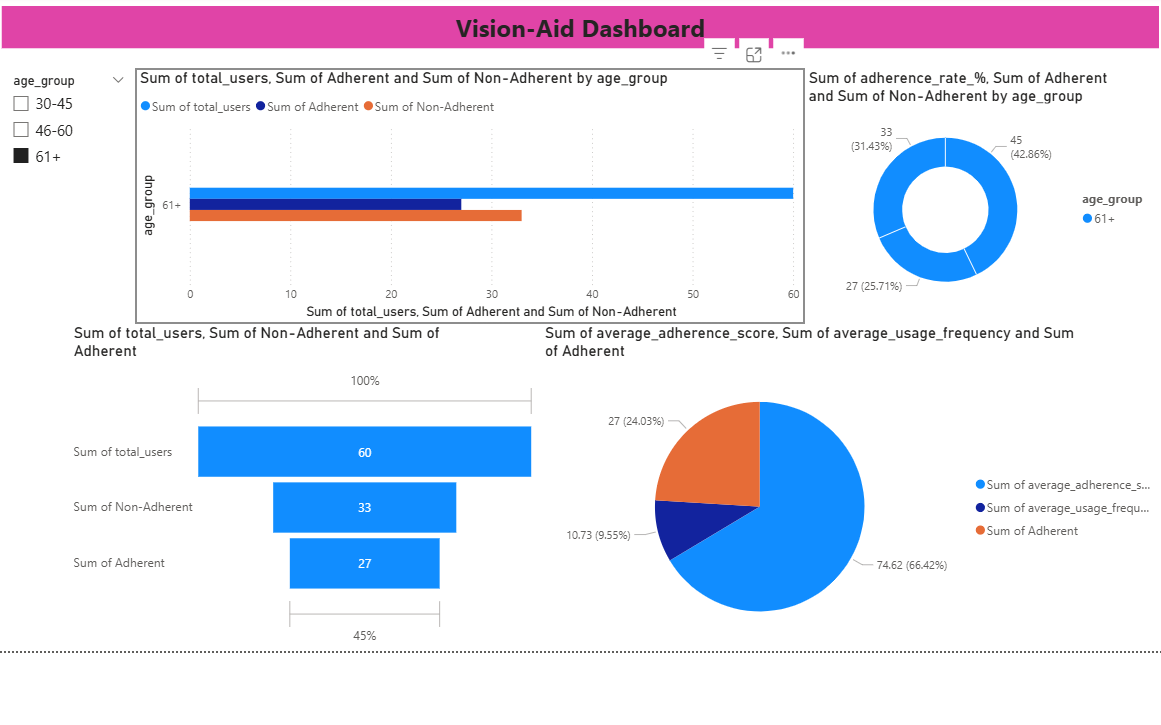 Vision-Aid Dashboard
age_group
30-45
46-60
61+
Sum of total_users, Sum of Adherent and Sum of Non-Adherent by age_group
Sum of total_users Sum of Adherent Sum of Non-Adherent
age_group
61+
0 10 20 30 40 50 60
Sum of total_users, Sum of Adherent and Sum of Non-Adherent
Sum of adherence_rate_%, Sum of Adherent
and Sum of Non-Adherent by age_group
33
(31.43%)
45
(42.86%)
27 (25.71%)
age_group
61+
Sum of total_users, Sum of Non-Adherent and Sum of
Adherent
100%
Sum of total_users
60
Sum of Non-Adherent
33
Sum of Adherent
27
45%
Sum of average_adherence_score, Sum of average_usage_frequency and Sum
of Adherent
27 (24.03%)
10.73 (9.55%)
74.62 (66.42%)
Sum of average_adherence_s...
Sum of average_usage_frequ...
Sum of Adherent